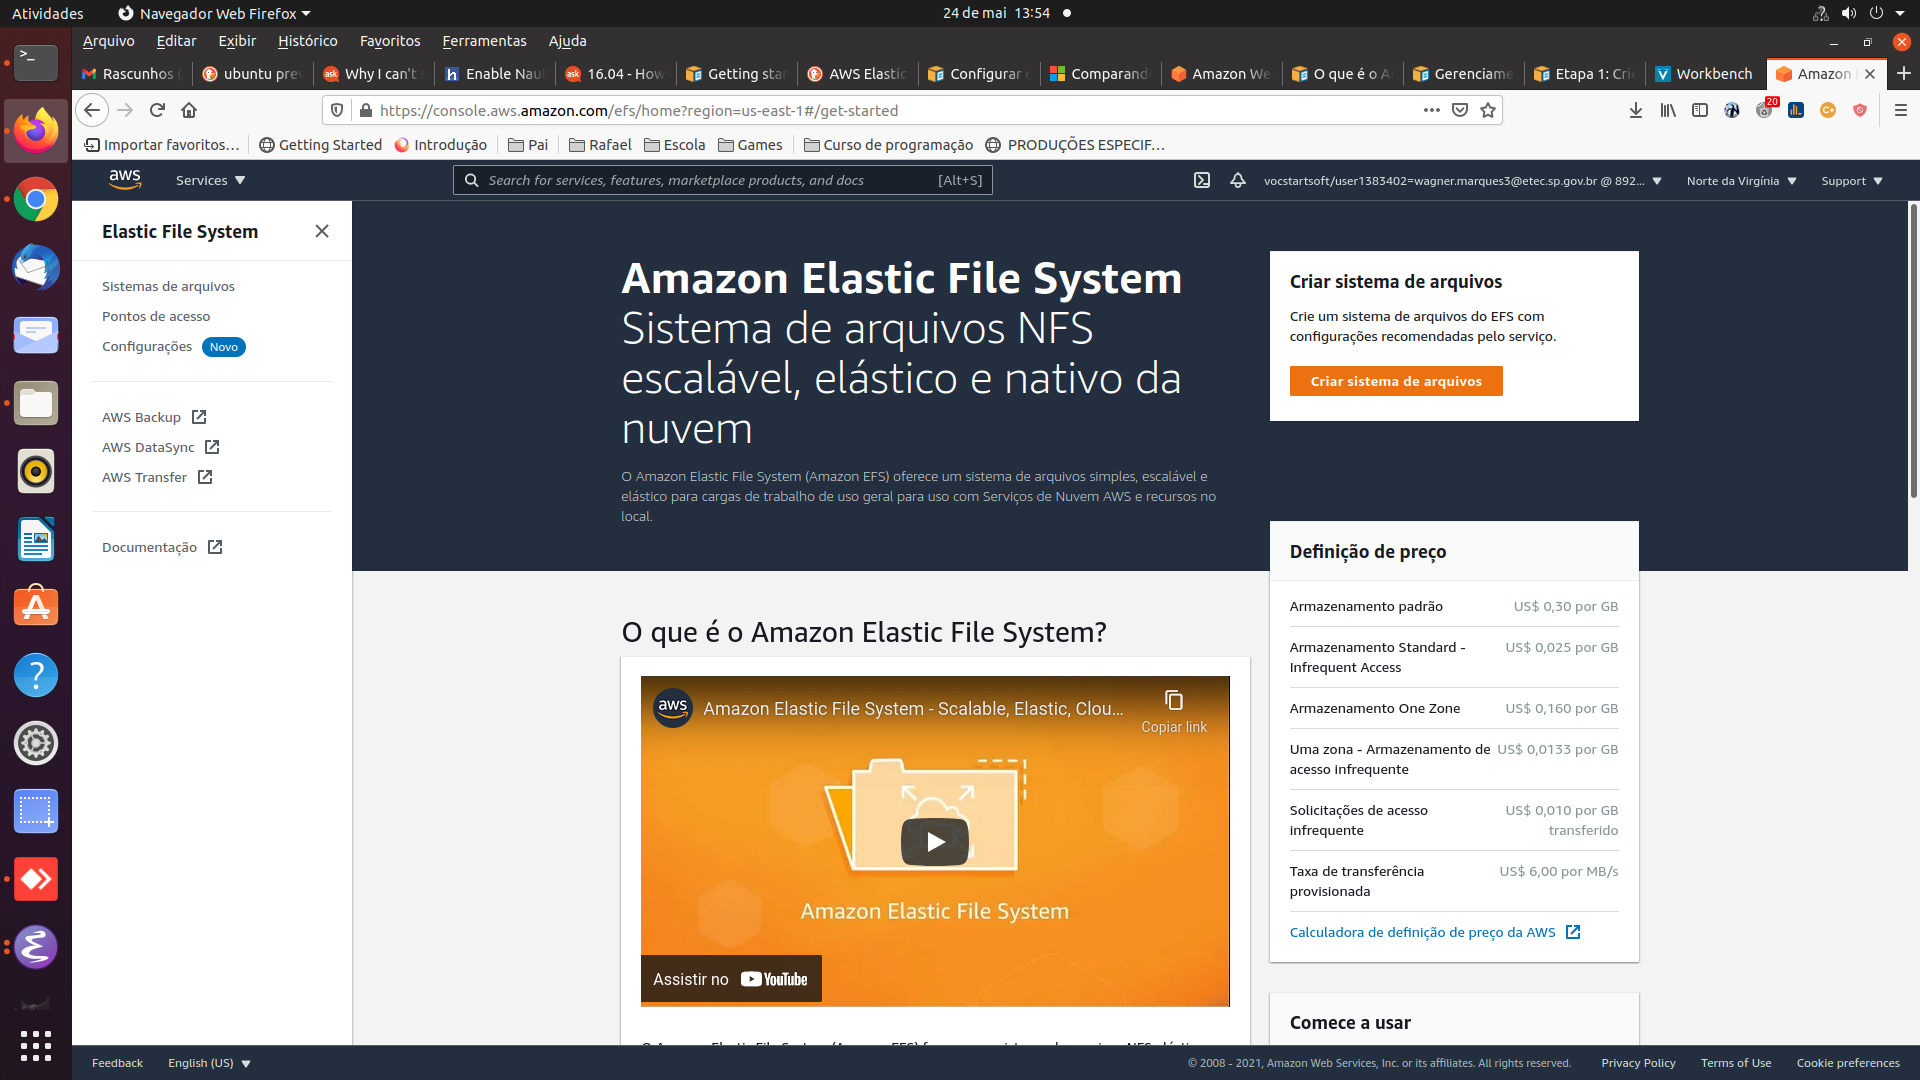 Atividades
Navegador Web Firefox
24 de mai 13:54
Arquivo Editar Exibir Histórico Favoritos Ferramentas Ajuda
Rascunhos
ubuntu prev
Why I can't
Enable Naut
16.04 - How
Getting star
AWS Elastic
Configurar
Comparand
Amazon We
O que é o A
Gerenciame
Etapa 1: Cri
Workbench
Amazon
https://console.aws.amazon.com/efs/home?region=us-east-1#/get-started
20
Importar favoritos…
Getting Started
Introdução
Pai
Rafael
Escola
Games
Curso de programação
PRODUÇÕES ESPECIF…
aws
Services
Search for services, features, marketplace products, and docs
[Alt+S]
vocstartsoft/user1383402=wagner.marques3@etec.sp.gov.br @ 892...
Norte da Virgínia
Support
Elastic File System
Sistemas de arquivos
Pontos de acesso
Configurações Novo
AWS Backup
AWS DataSync
AWS Transfer
Documentação
Amazon Elastic File System
Sistema de arquivos NFS
escalável, elástico e nativo da
nuvem
O Amazon Elastic File System (Amazon EFS) oferece um sistema de arquivos simples, escalável e
elástico para cargas de trabalho de uso geral para uso com Serviços de Nuvem AWS e recursos no
local.
Criar sistema de arquivos
Crie um sistema de arquivos do EFS com
configurações recomendadas pelo serviço.
Criar sistema de arquivos
Definição de preço
Armazenamento padrão US$ 0,30 por GB
Armazenamento Standard - US$ 0,025 por GB
Infrequent Access
Armazenamento One Zone US$ 0,160 por GB
Uma zona - Armazenamento de US$ 0,0133 por GB
acesso infrequente
Solicitações de acesso US$ 0,010 por GB
infrequente transferido
Taxa de transferência US$ 6,00 por MB/s
provisionada
Calculadora de definição de preço da AWS
O que é o Amazon Elastic File System?
aws
Amazon Elastic File System - Scalable, Elastic, Clou...
Copiar link
Amazon Elastic File System
Assistir no YouTube
Comece a usar
Feedback
English (US)
© 2008 - 2021, Amazon Web Services, Inc. or its affiliates. All rights reserved.
Privacy Policy
Terms of Use
Cookie preferences